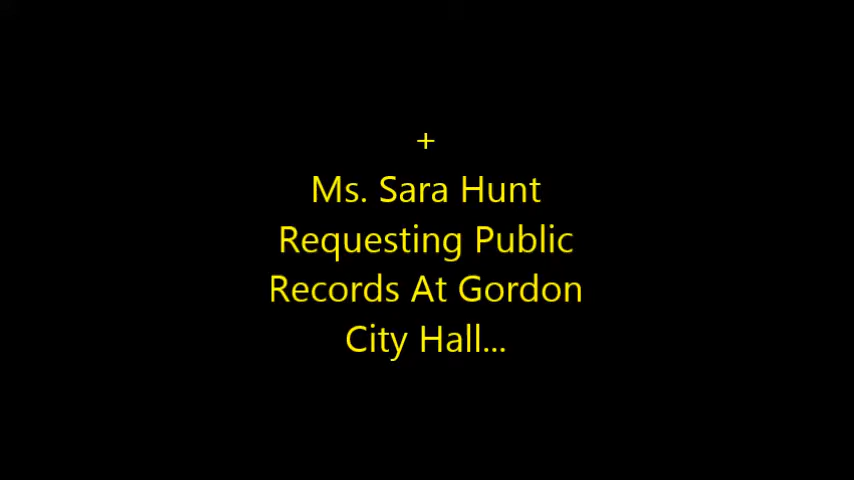 +
Ms. Sara Hunt
Requesting Public
Records At Gordon
City Hall...